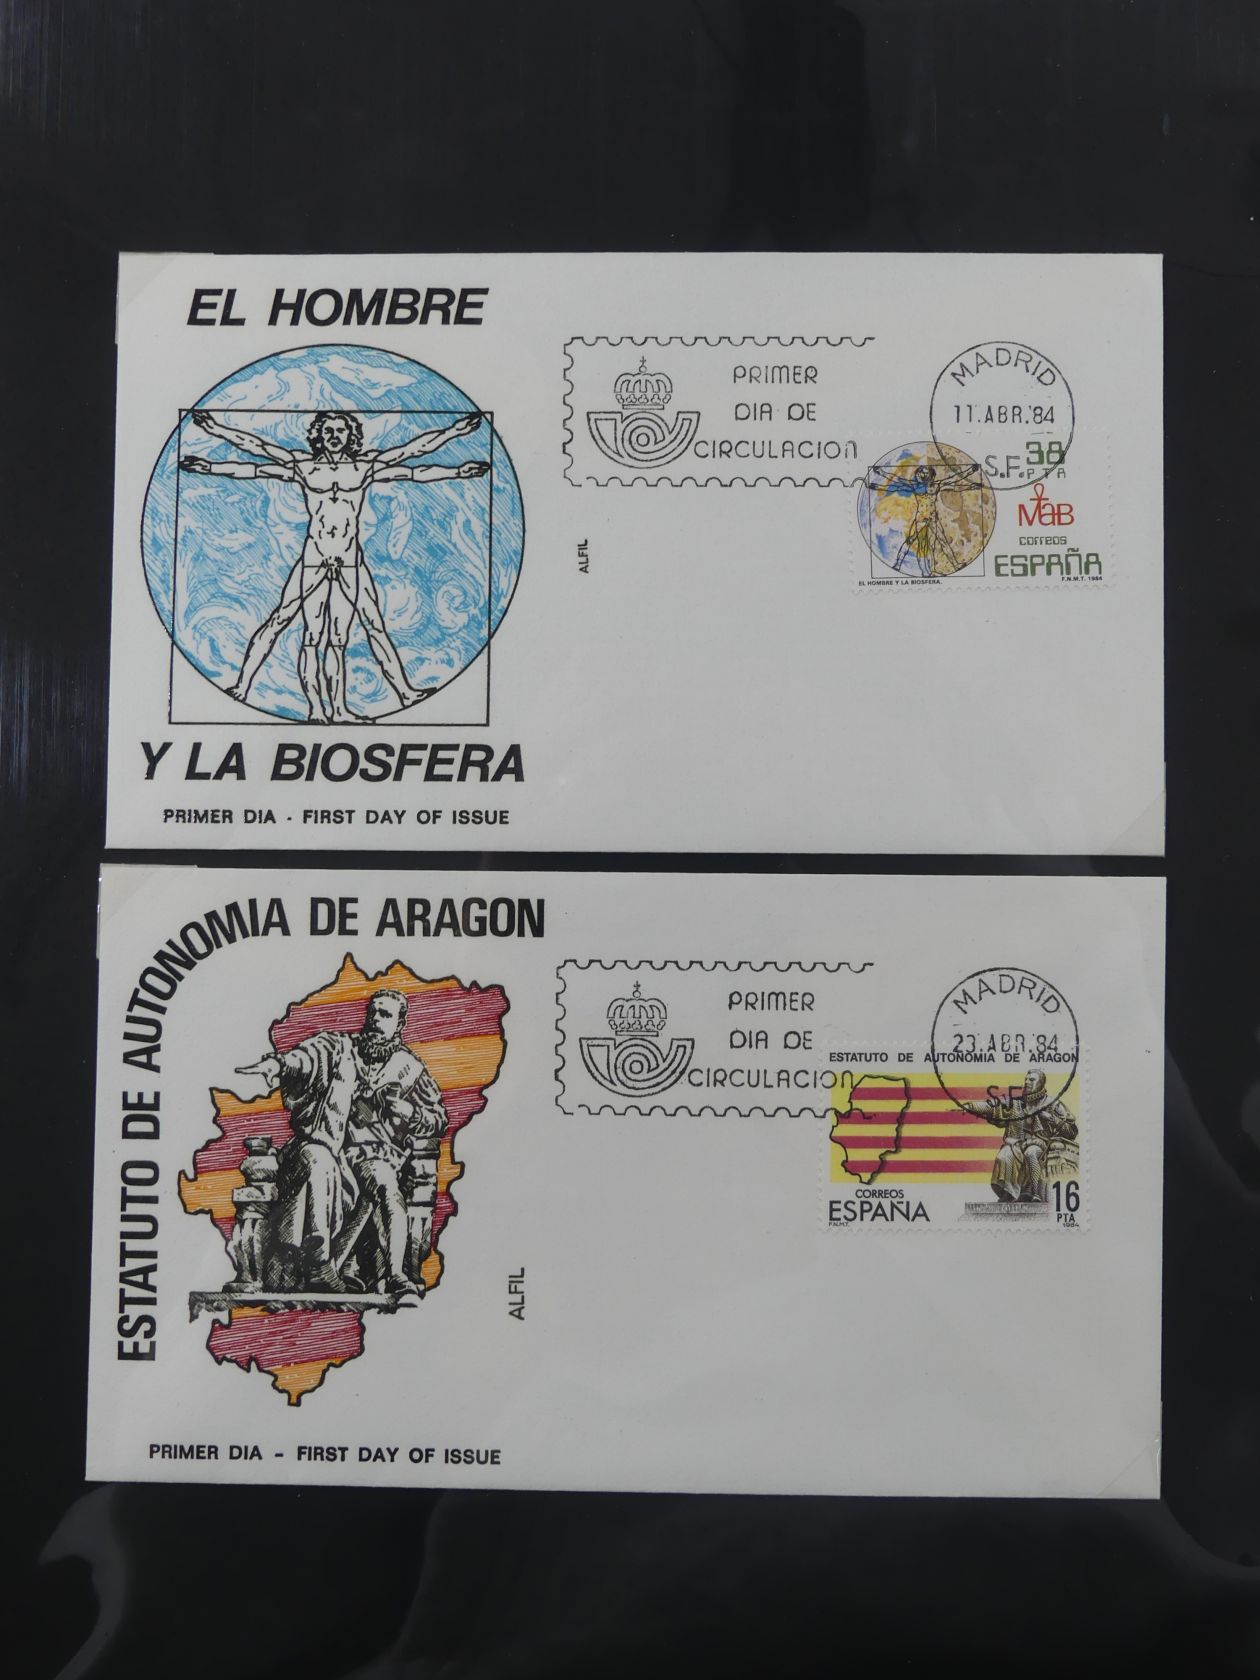 EL HOMBRE
Y LA BIOSFERA
PRIMER DIA - FIRST DAY OF ISSUE
ALFIL
PRIMER
DIA DE
CIRCULACION
MADRID
11.ABR.'84
S.F.
38
PTA
MaB
correos
ESPAÑA
EL HOMBRE Y LA BIOSFERA.
F.N.M.T. 1984
ESTATUTO DE AUTONOMIA DE ARAGON
PRIMER DIA - FIRST DAY OF ISSUE
ALFIL
PRIMER
DIA DE
CIRCULACION
MADRID
23.ABR.'84
S.F.
ESTATUTO DE AUTONOMIA DE ARAGON
CORREOS
ESPAÑA
F.N.M.T.
16
PTA
1984